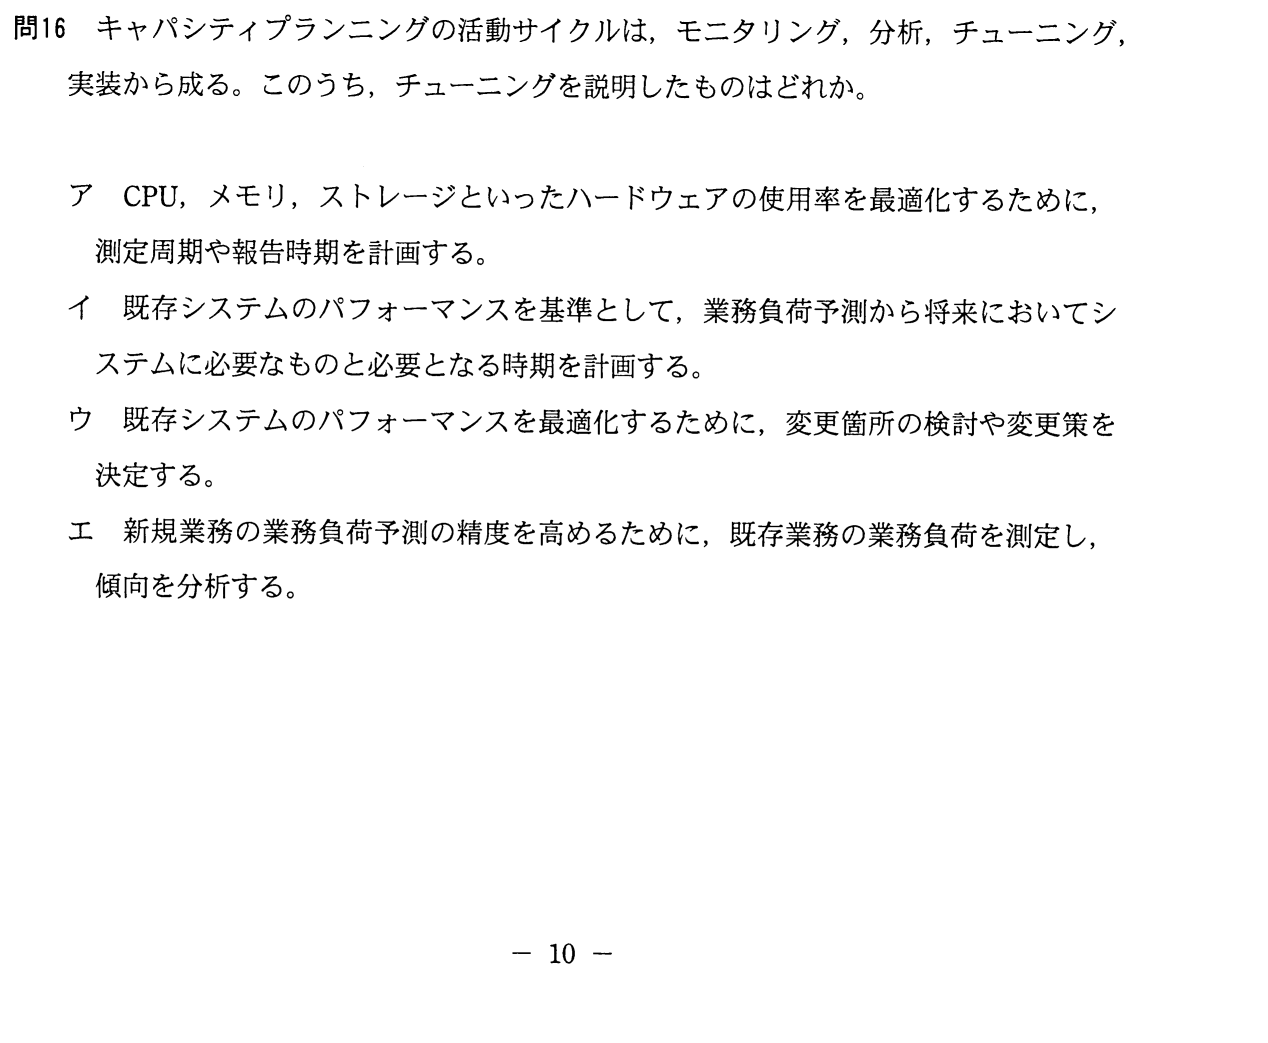 問16　キャパシティプランニングの活動サイクルは，モニタリング，分析，チューニング，
実装から成る。このうち，チューニングを説明したものはどれか。
ア　CPU，メモリ，ストレージといったハードウェアの使用率を最適化するために，
測定周期や報告時期を計画する。
イ　既存システムのパフォーマンスを基準として，業務負荷予測から将来においてシ
ステムに必要なものと必要となる時期を計画する。
ウ　既存システムのパフォーマンスを最適化するために，変更箇所の検討や変更策を
決定する。
エ　新規業務の業務負荷予測の精度を高めるために，既存業務の業務負荷を測定し，
傾向を分析する。
－ 10 －